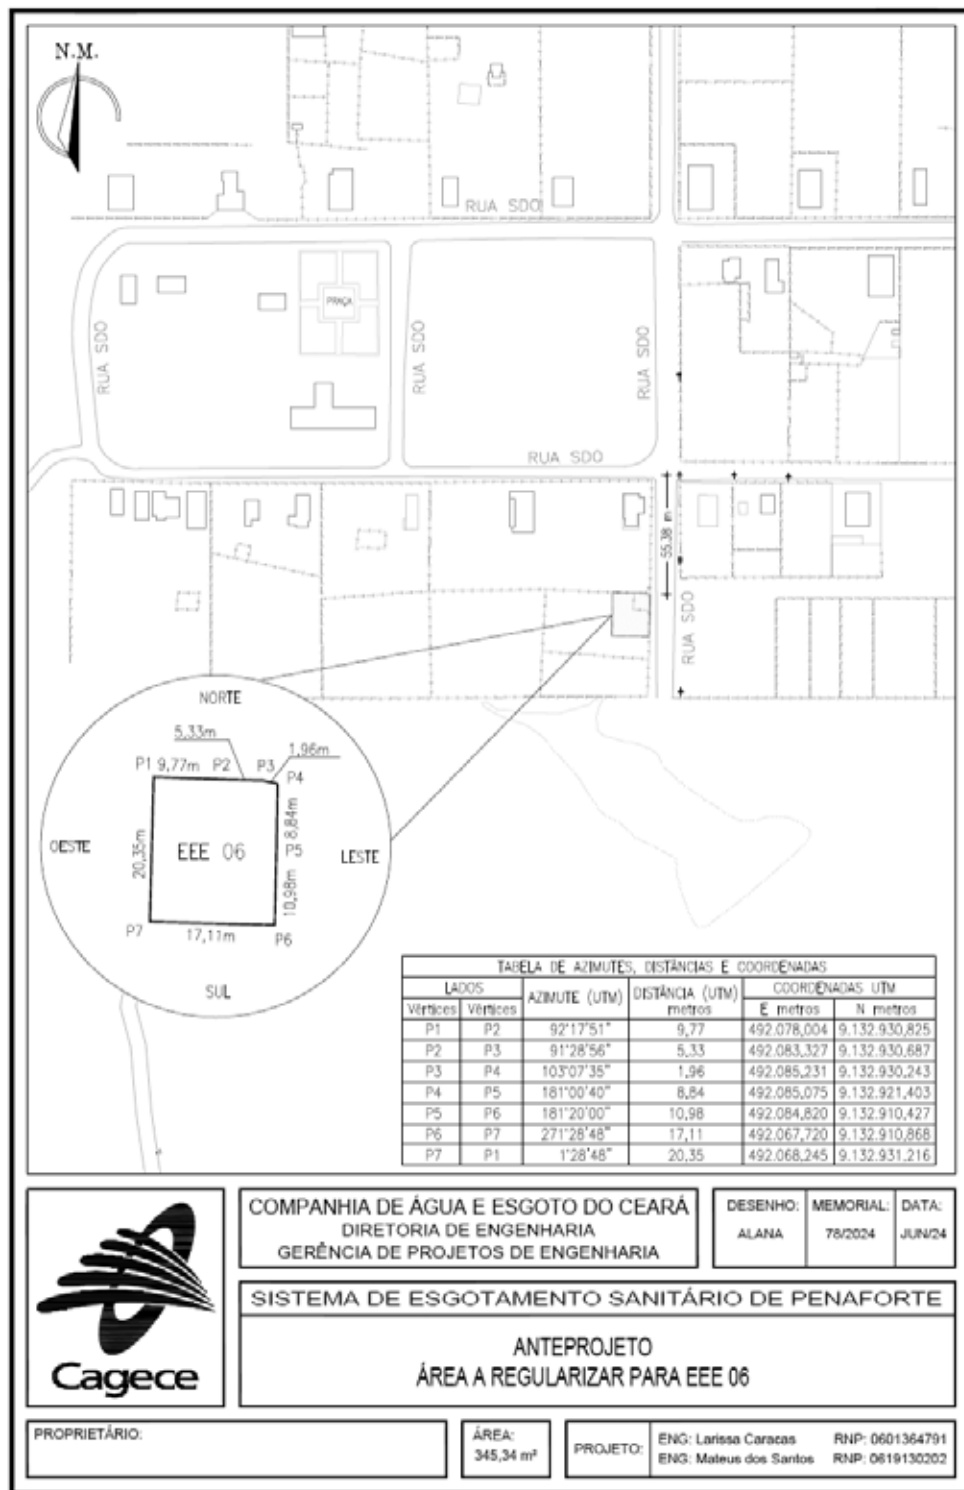 N.M.
RUA SDO
PRAÇA
RUA SDO
RUA SDO
RUA SDO
RUA SDO
55.38 m
RUA SDO
NORTE
5,33m
1,96m
P1 9,77m P2 P3 P4
8,84m
OESTE
20,35m
EEE 06
P5
LESTE
10,98m
P7
17,11m
P6
SUL
TABELA DE AZIMUTES, DISTÂNCIAS E COORDENADAS
LADOS AZIMUTE (UTM) DISTÂNCIA (UTM) metros COORDENADAS UTM
Vértices Vértices E metros N metros
P1 P2 92°17'51" 9,77 492.078,004 9.132.930,825
P2 P3 91°28'56" 5,33 492.083,327 9.132.930,687
P3 P4 103°07'35" 1,96 492.085,231 9.132.930,243
P4 P5 181°00'40" 8,84 492.085,075 9.132.921,403
P5 P6 181°20'00" 10,98 492.084,820 9.132.910,427
P6 P7 271°28'48" 17,11 492.067,720 9.132.910,868
P7 P1 1°28'48" 20,35 492.068,245 9.132.931,216
Cagece
COMPANHIA DE ÁGUA E ESGOTO DO CEARÁ
DIRETORIA DE ENGENHARIA
GERÊNCIA DE PROJETOS DE ENGENHARIA
DESENHO: MEMORIAL: DATA:
ALANA 78/2024 JUN/24
SISTEMA DE ESGOTAMENTO SANITÁRIO DE PENAFORTE
ANTEPROJETO
ÁREA A REGULARIZAR PARA EEE 06
PROPRIETÁRIO:
ÁREA:
345,34 m²
PROJETO:
ENG: Larissa Caracas RNP: 0601364791
ENG: Mateus dos Santos RNP: 0619130202